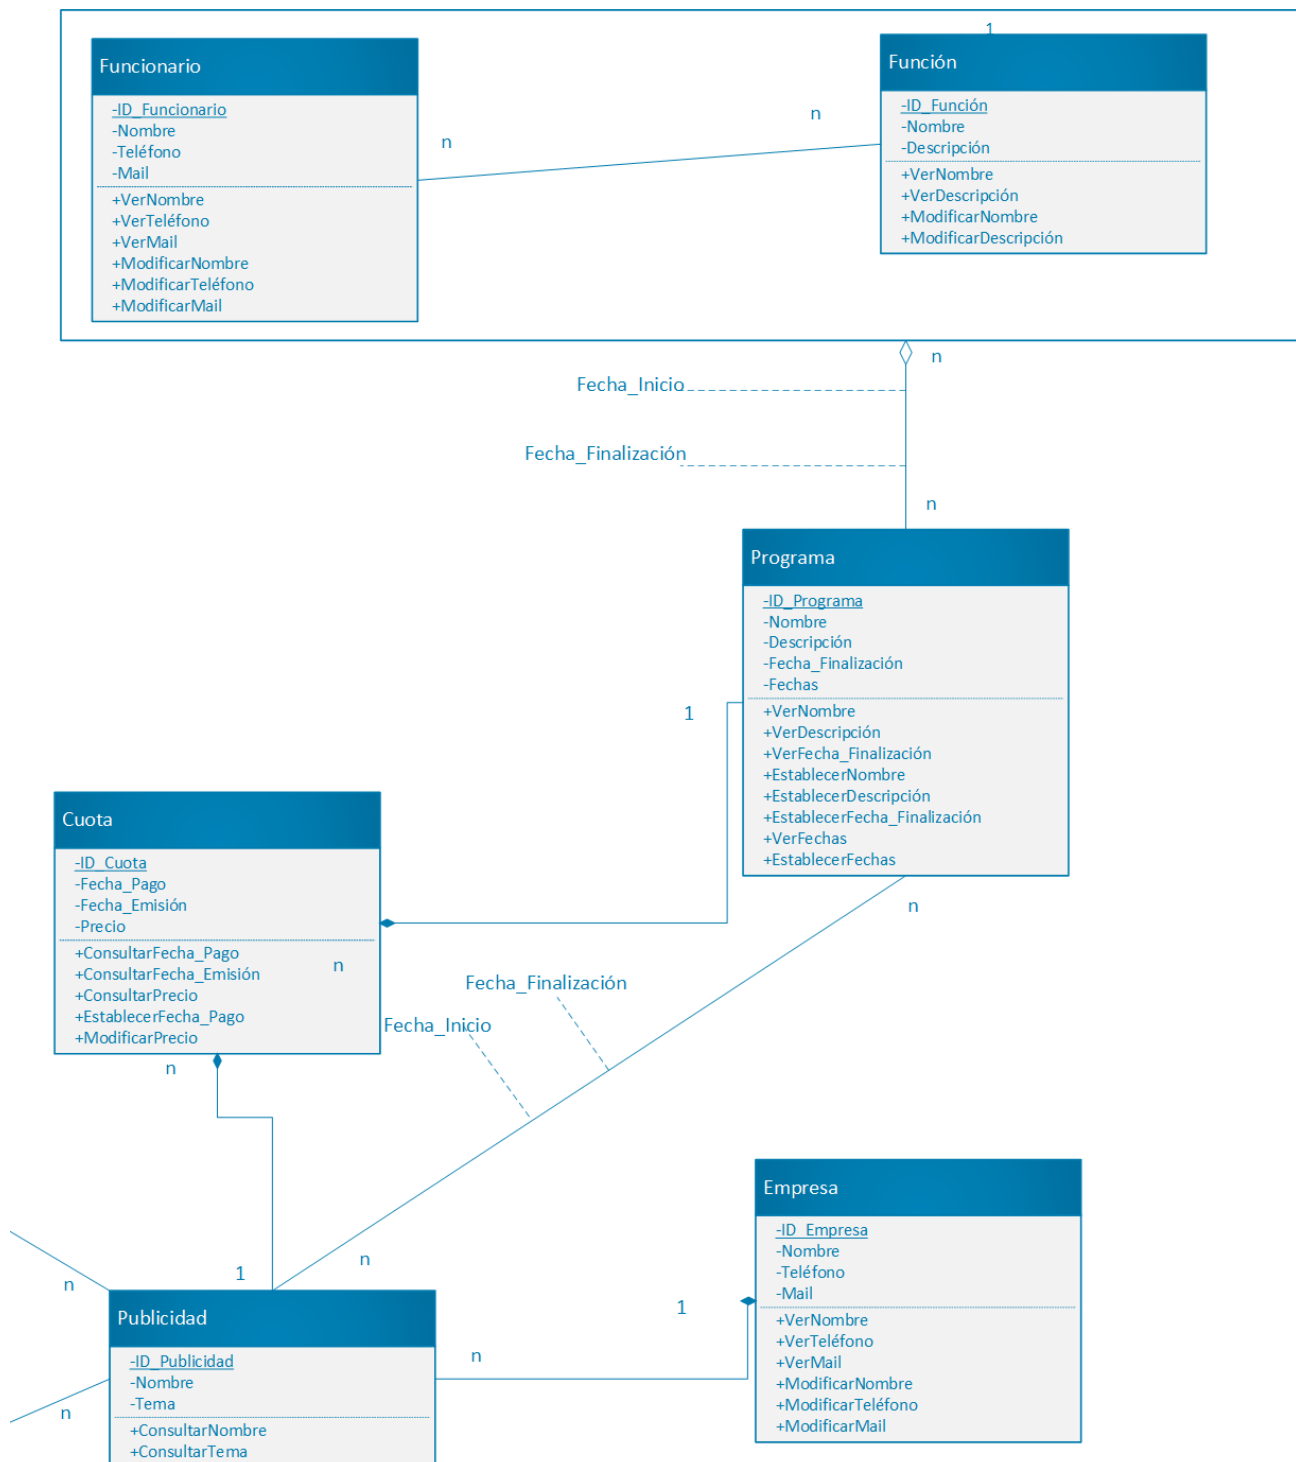 1
Funcionario
-ID_Funcionario
-Nombre
-Teléfono
-Mail
+VerNombre
+VerTeléfono
+VerMail
+ModificarNombre
+ModificarTeléfono
+ModificarMail
n
n
Función
-ID_Función
-Nombre
-Descripción
+VerNombre
+VerDescripción
+ModificarNombre
+ModificarDescripción
n
Fecha_Inicio
Fecha_Finalización
n
Programa
-ID_Programa
-Nombre
-Descripción
-Fecha_Finalización
-Fechas
+VerNombre
+VerDescripción
+VerFecha_Finalización
+EstablecerNombre
+EstablecerDescripción
+EstablecerFecha_Finalización
+VerFechas
+EstablecerFechas
1
n
Cuota
-ID_Cuota
-Fecha_Pago
-Fecha_Emisión
-Precio
+ConsultarFecha_Pago
+ConsultarFecha_Emisión
+ConsultarPrecio
+EstablecerFecha_Pago
+ModificarPrecio
n
n
Fecha_Finalización
Fecha_Inicio
n
1
n
n
Publicidad
-ID_Publicidad
-Nombre
-Tema
+ConsultarNombre
+ConsultarTema
n
1
Empresa
-ID_Empresa
-Nombre
-Teléfono
-Mail
+VerNombre
+VerTeléfono
+VerMail
+ModificarNombre
+ModificarTeléfono
+ModificarMail